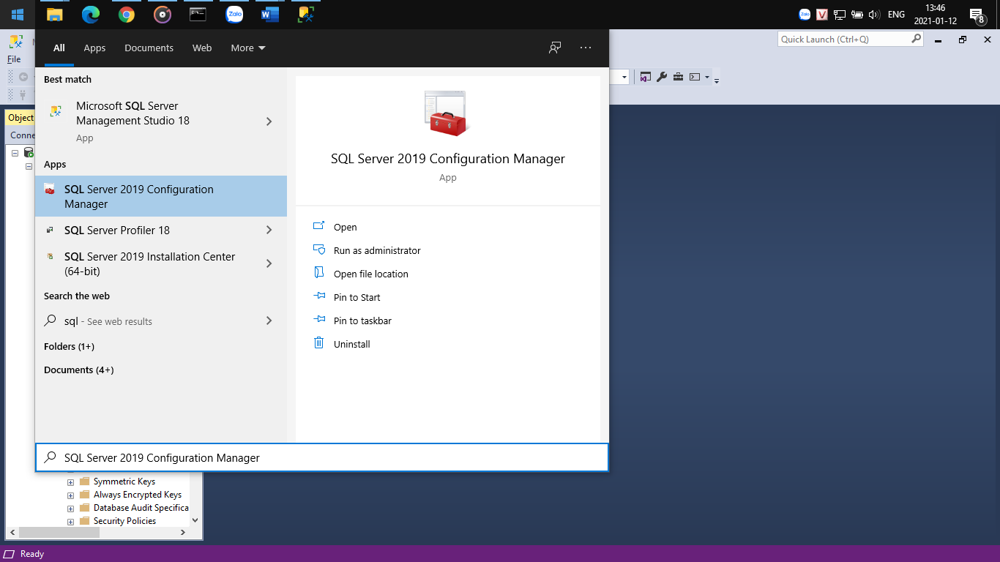 Zalo
Zalo
V
ENG
13:46
2021-01-12
8
Quick Launch (Ctrl+Q)
File
All
Apps
Documents
Web
More
Best match
Microsoft SQL Server
Management Studio 18
App
Apps
SQL Server 2019 Configuration
Manager
SQL Server Profiler 18
SQL Server 2019 Installation Center
(64-bit)
Search the web
sql - See web results
Folders (1+)
Documents (4+)
SQL Server 2019 Configuration Manager
App
Open
Run as administrator
Open file location
Pin to Start
Pin to taskbar
Uninstall
SQL Server 2019 Configuration Manager
Object
Conne
Symmetric Keys
Always Encrypted Keys
Database Audit Specifica
Security Policies
Ready